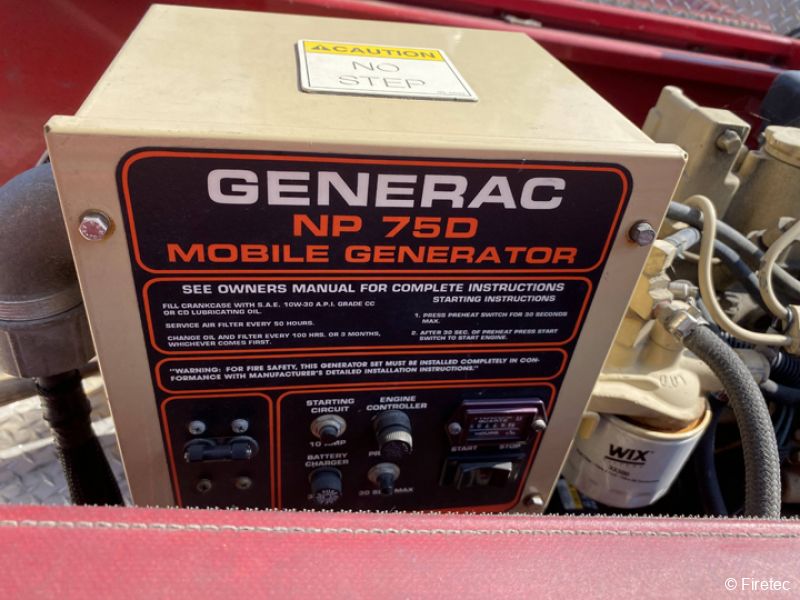 CAUTION
NO
STEP
GENERAC
NP 75D
MOBILE GENERATOR
SEE OWNERS MANUAL FOR COMPLETE INSTRUCTIONS
FILL CRANKCASE WITH S.A.E. 10W-30 A.P.I. GRADE CC
OR CD LUBRICATING OIL.
SERVICE AIR FILTER EVERY 50 HOURS.
CHANGE OIL AND FILTER EVERY 100 HRS. OR 3 MONTHS,
WHICHEVER COMES FIRST.
STARTING INSTRUCTIONS
1. PRESS PREHEAT SWITCH FOR 30 SECONDS
MAX.
2. AFTER 30 SEC. OF PREHEAT PRESS START
SWITCH TO START ENGINE.
"WARNING: FOR FIRE SAFETY, THIS GENERATOR SET MUST BE INSTALLED COMPLETELY IN CON-
FORMANCE WITH MANUFACTURER'S DETAILED INSTALLATION INSTRUCTIONS."
STARTING
CIRCUIT
ENGINE
CONTROLLER
BATTERY
CHARGER
30 SEC MAX
HOURS
START STOP
WIX
OUT
© Firetec